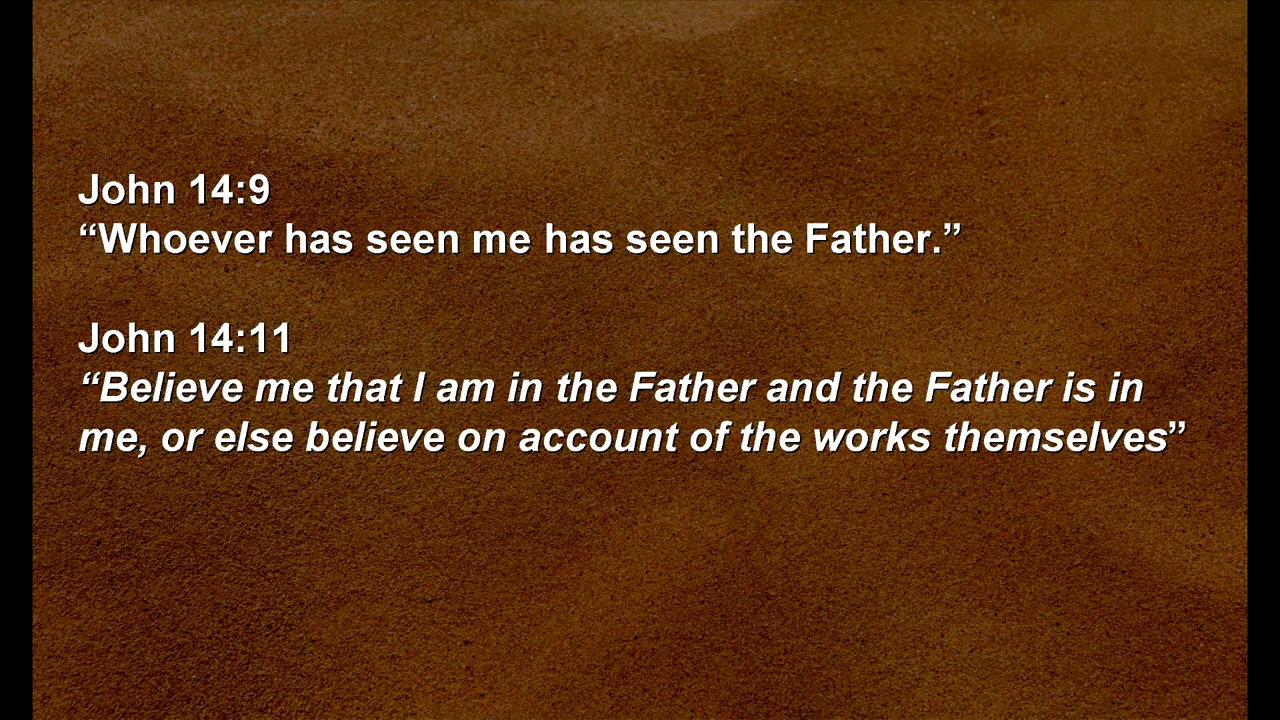 John 14:9
“Whoever has seen me has seen the Father.”
John 14:11
“Believe me that I am in the Father and the Father is in
me, or else believe on account of the works themselves”